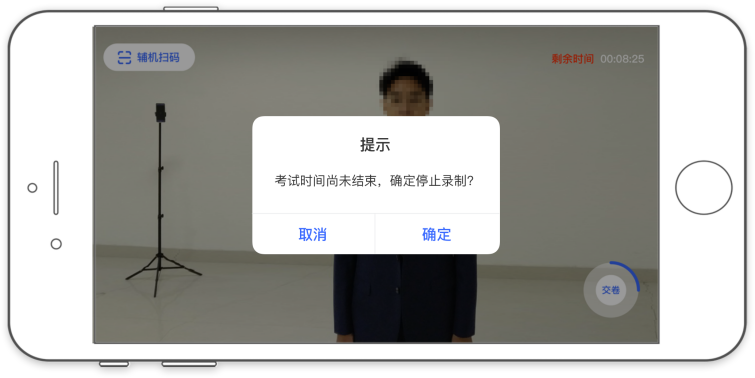 辅机扫码
剩余时间 00:08:25
提示
考试时间尚未结束，确定停止录制？
取消 确定
交卷